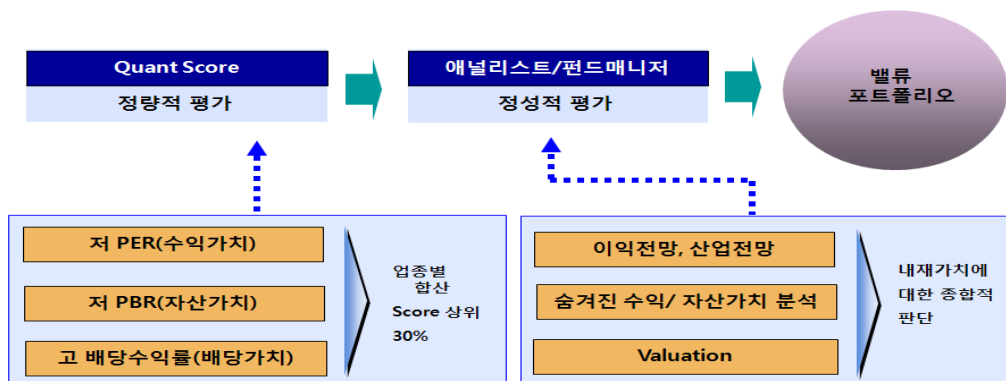 Quant Score
정량적 평가
애널리스트/펀드매니저
정성적 평가
밸류
포트폴리오
저 PER(수익가치)
저 PBR(자산가치)
고 배당수익률(배당가치)
업종별
합산
Score 상위
30%
이익전망, 산업전망
숨겨진 수익/ 자산가치 분석
Valuation
내재가치에
대한 종합적
판단